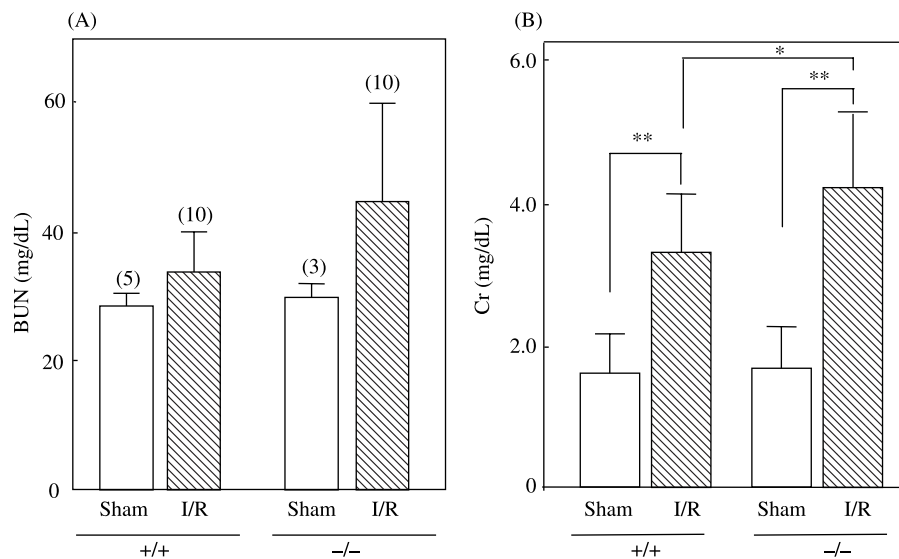 (A)
BUN (mg/dL)
60
40
20
0
(5)
(10)
(3)
(10)
Sham I/R Sham I/R
+/+ –/–
(B)
Cr (mg/dL)
6.0
4.0
2.0
0
**
*
**
Sham I/R Sham I/R
+/+ –/–